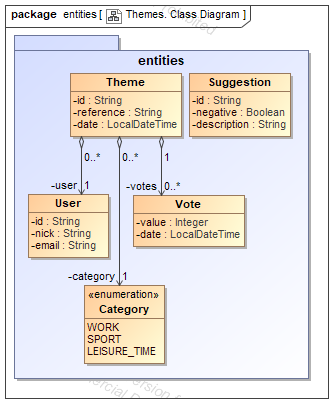 package entities [ Themes. Class Diagram ]
entities
Theme
-id : String
-reference : String
-date : LocalDateTime
Suggestion
-id : String
-negative : Boolean
-description : String
0..*
0..*
1
-user
1
-votes
0..*
User
-id : String
-nick : String
-email : String
Vote
-value : Integer
-date : LocalDateTime
-category
1
«enumeration»
Category
WORK
SPORT
LEISURE_TIME